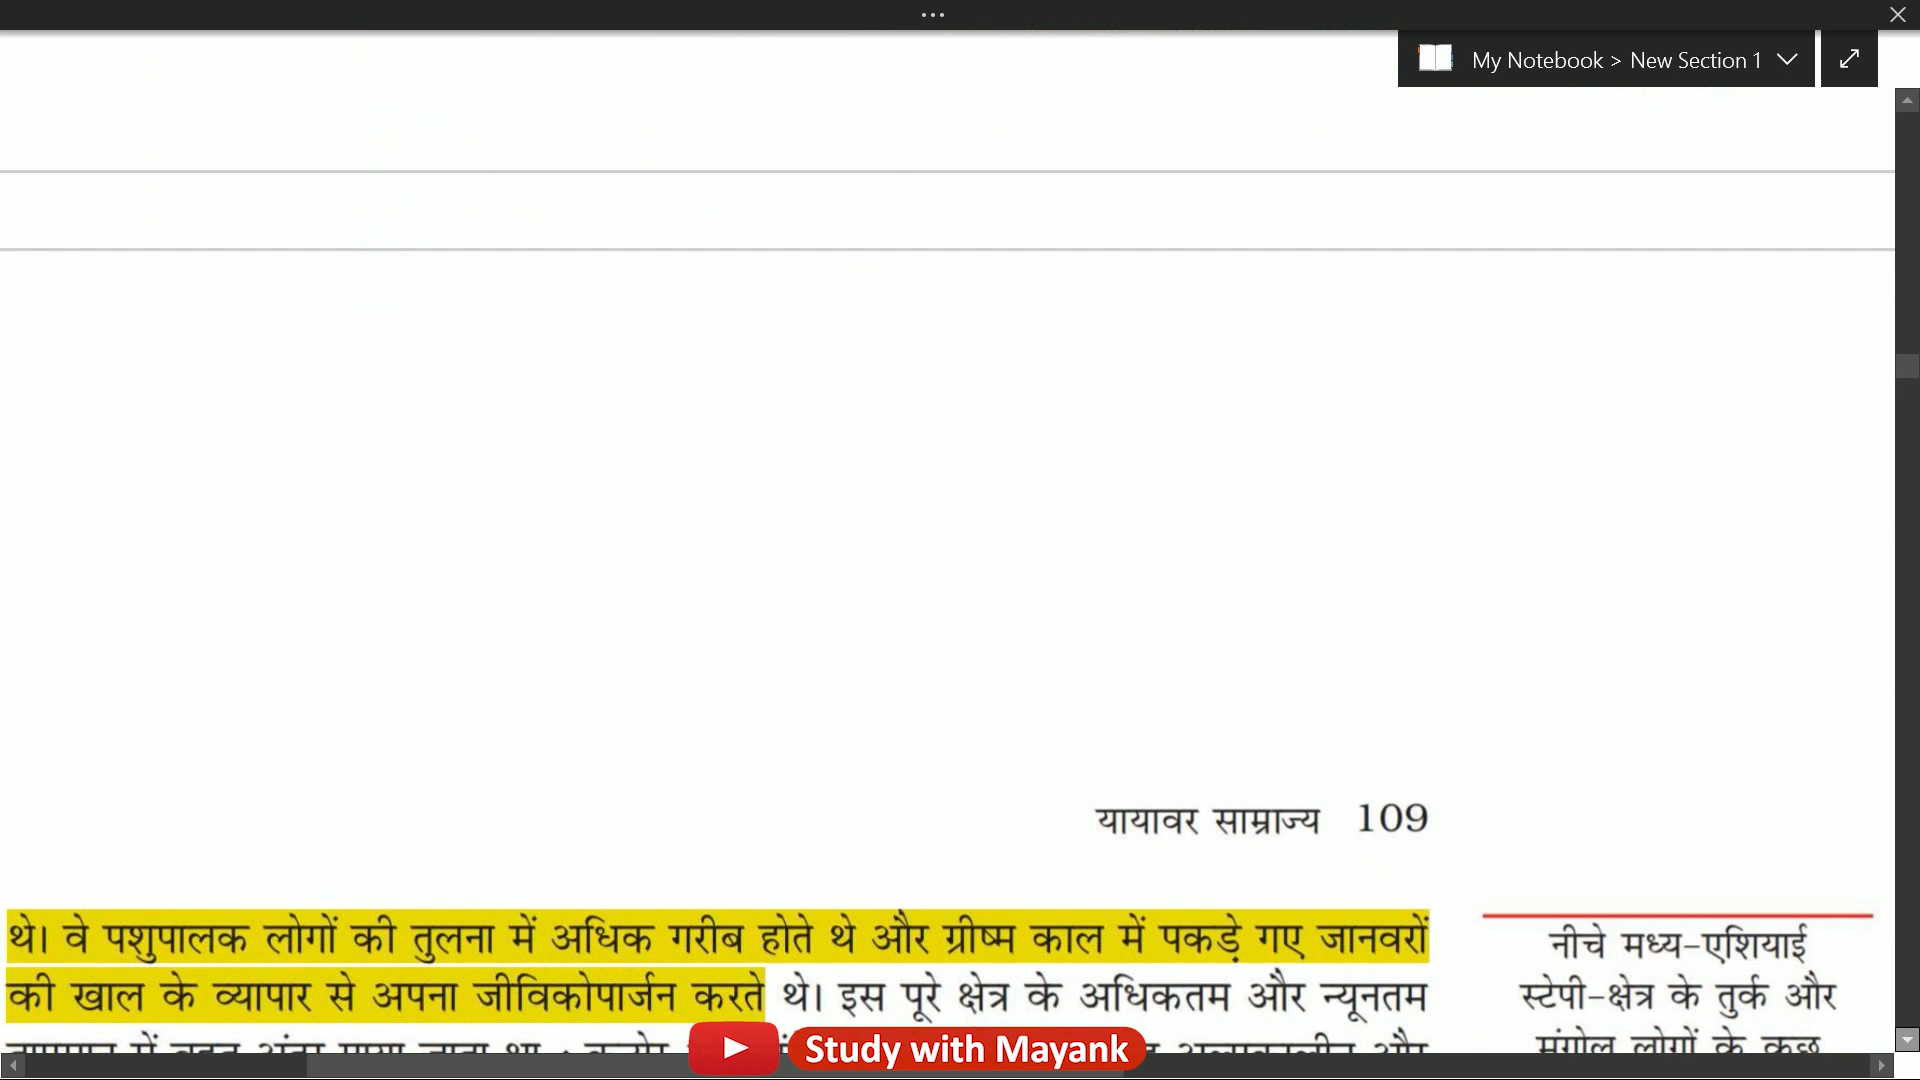 My Notebook > New Section 1
यायावर साम्राज्य 109
थे। वे पशुपालक लोगों की तुलना में अधिक गरीब होते थे और ग्रीष्म काल में पकड़े गए जानवरों
की खाल के व्यापार से अपना जीविकोपार्जन करते थे। इस पूरे क्षेत्र के अधिकतम और न्यूनतम
नीचे मध्य-एशियाई
स्टेपी-क्षेत्र के तुर्क और
मंगोल लोगों के कुछ
Study with Mayank